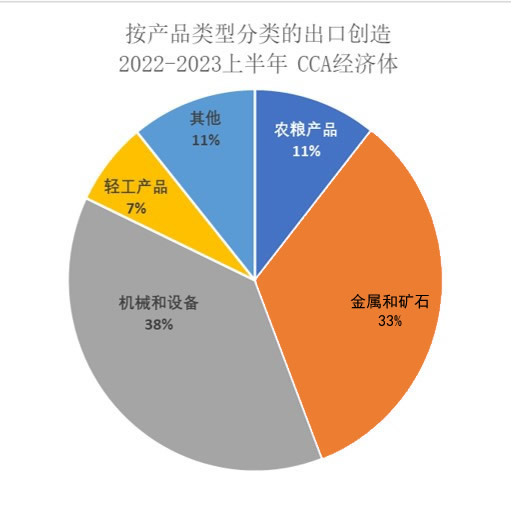 按产品类型分类的出口创造
2022-2023上半年 CCA经济体
其他
11%
农粮产品
11%
轻工产品
7%
机械和设备
38%
金属和矿石
33%